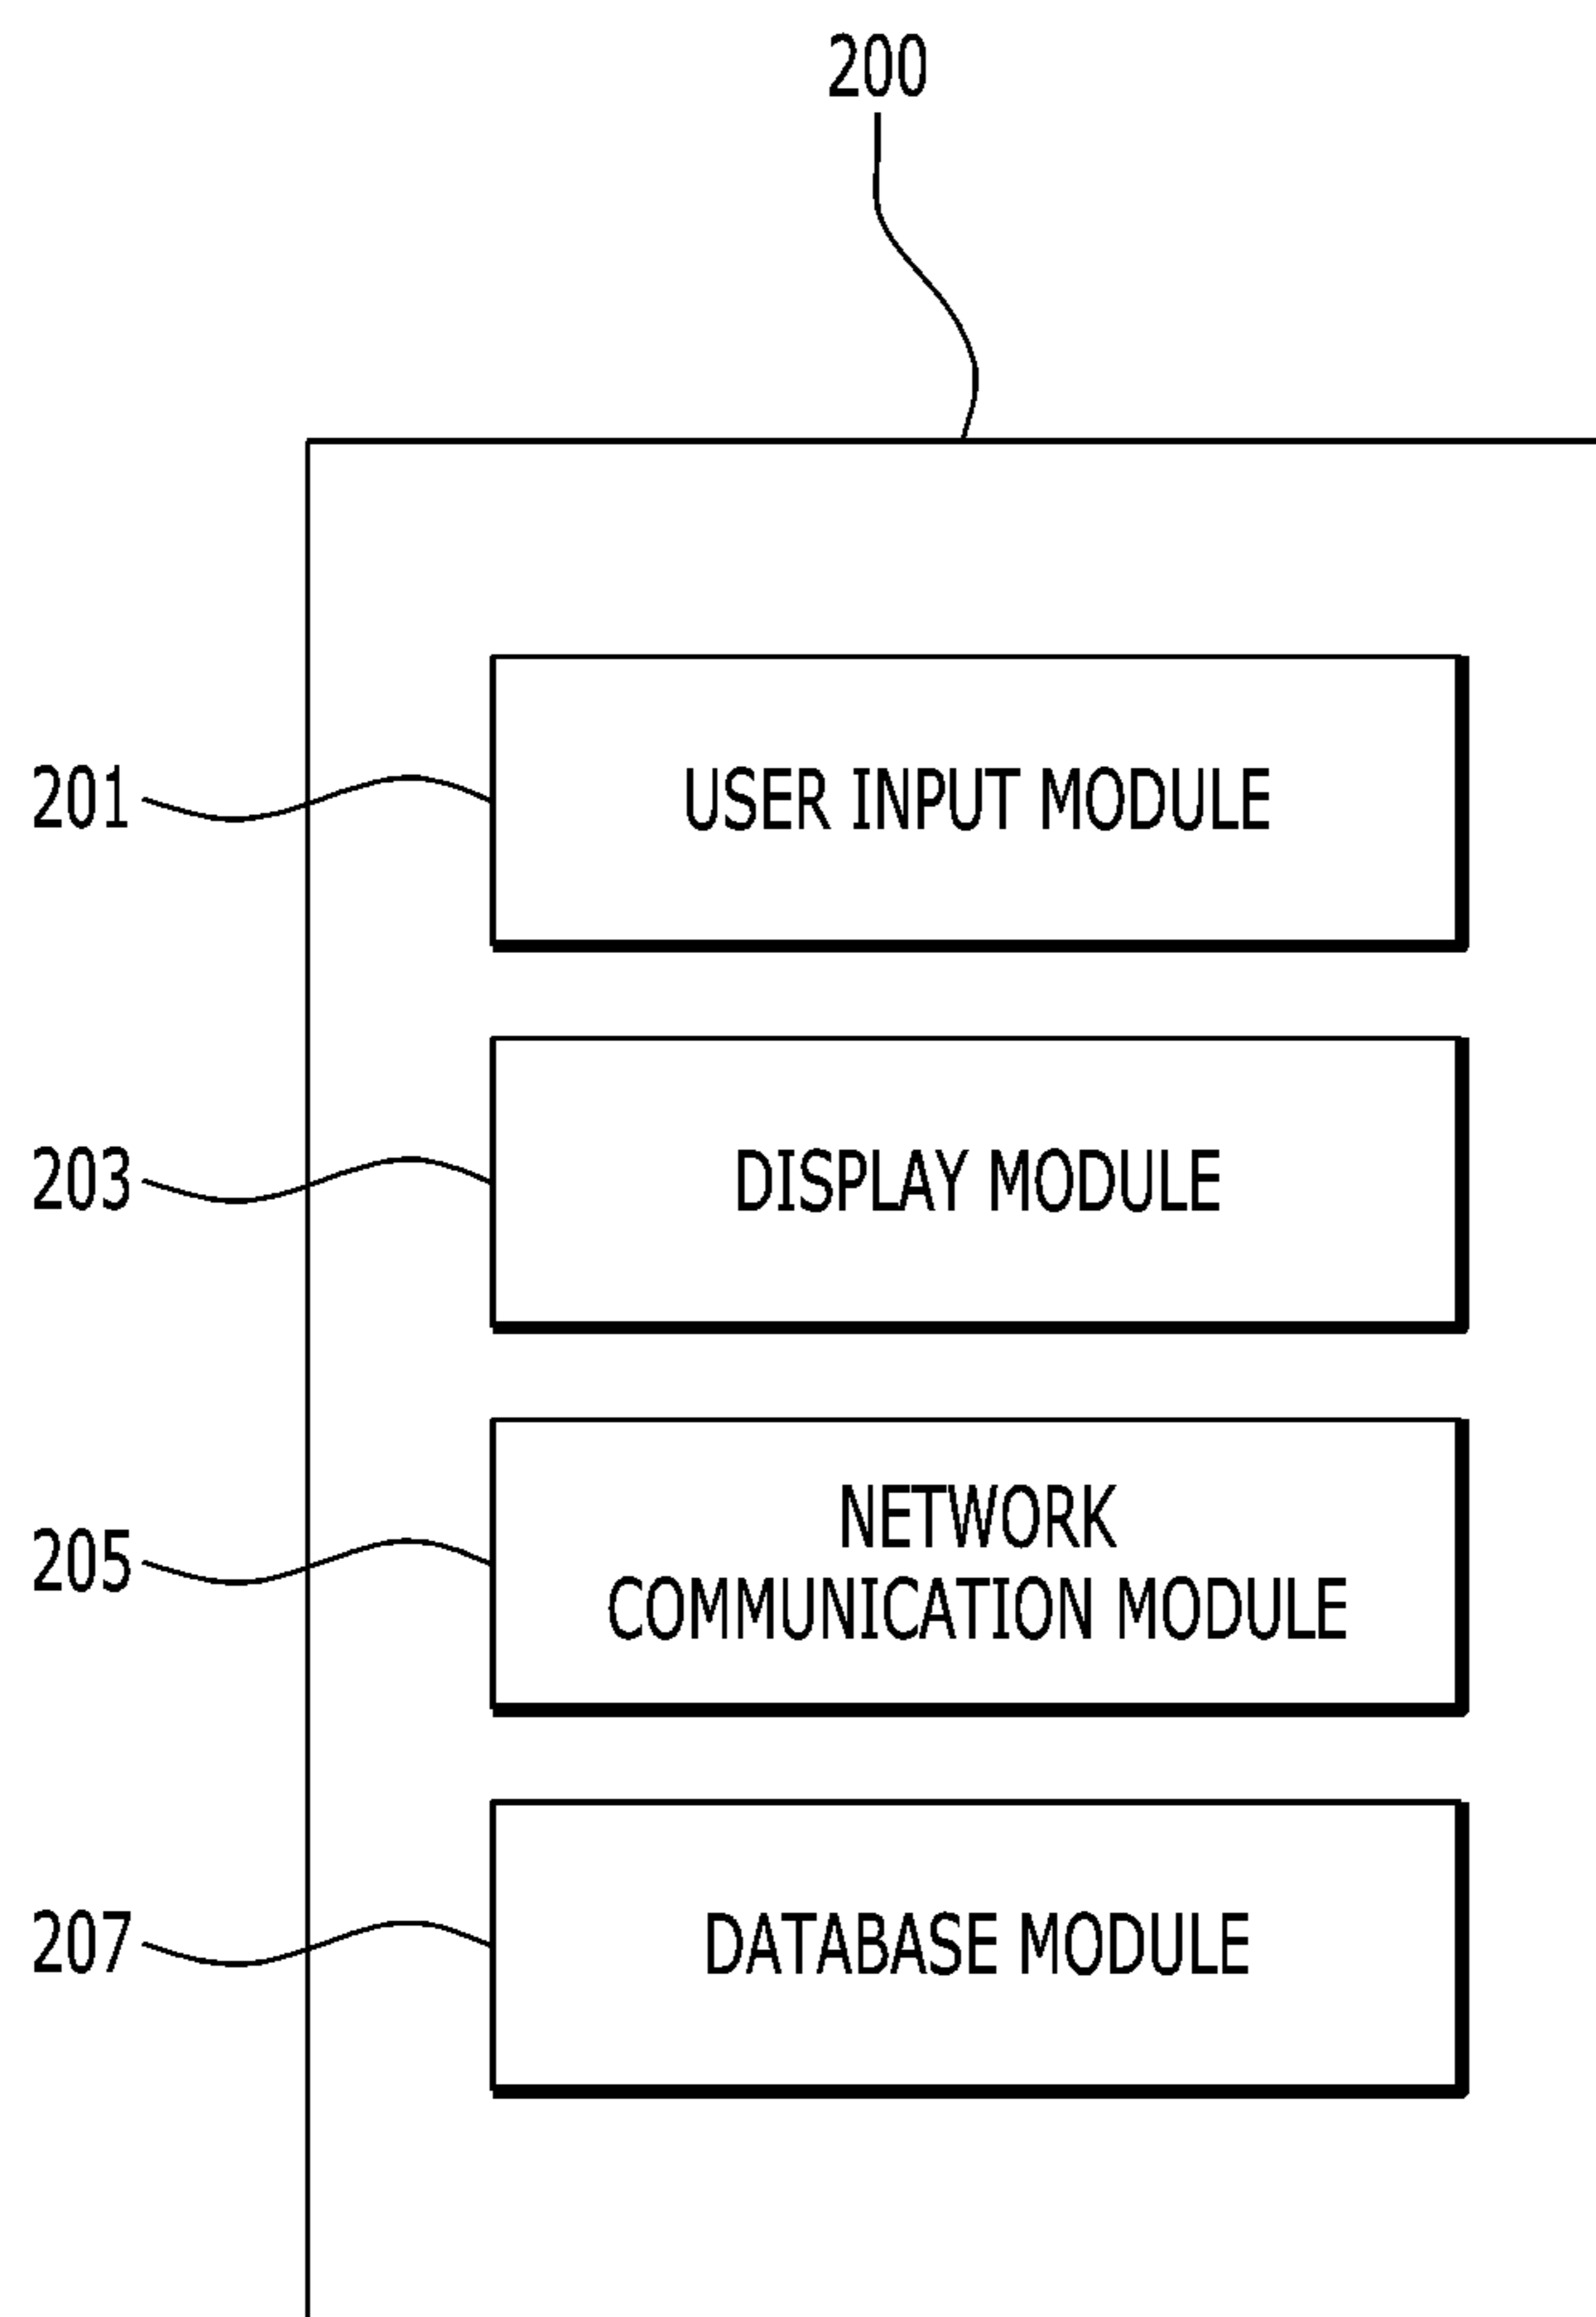 200
201
USER INPUT MODULE
203
DISPLAY MODULE
205
NETWORK
COMMUNICATION MODULE
207
DATABASE MODULE